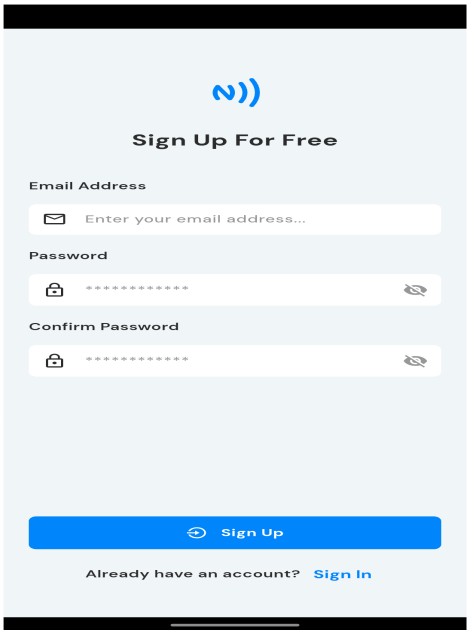 Sign Up For Free
Email Address
Enter your email address...
Password
************
Confirm Password
************
Sign Up
Already have an account? Sign In